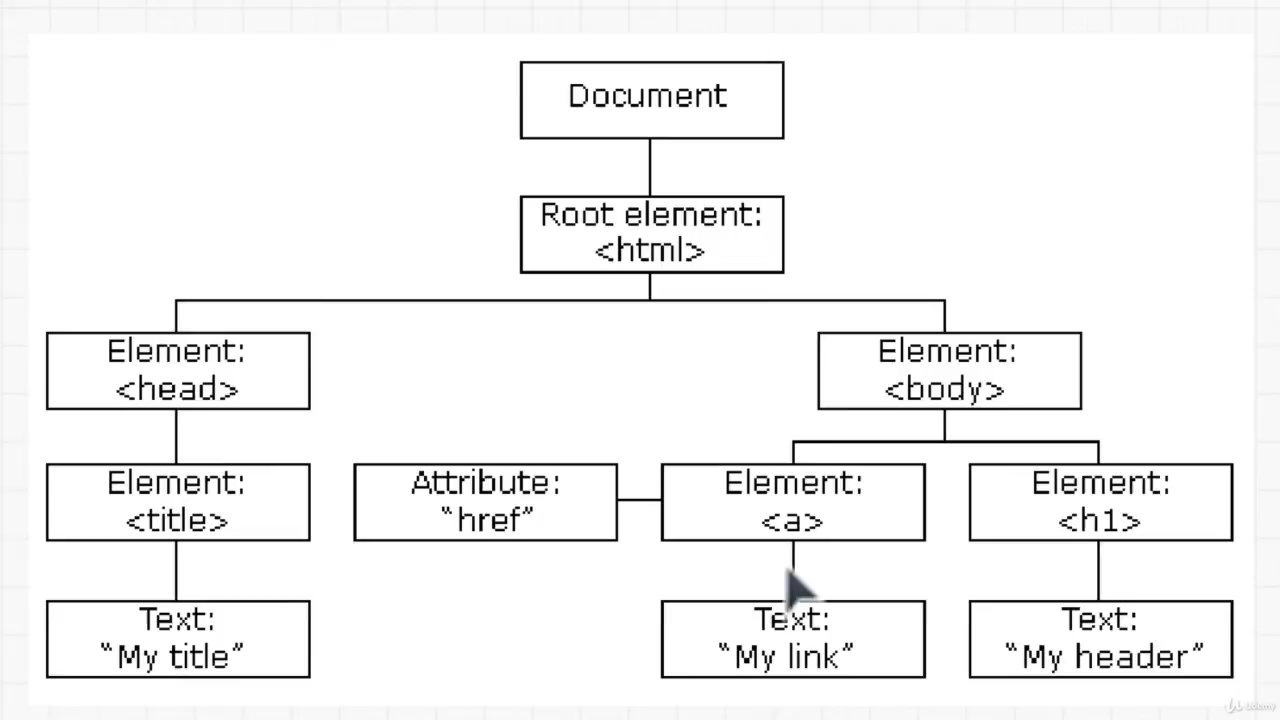 Document
Root element:
<html>
Element:
<head>
Element:
<body>
Element:
<title>
Attribute:
“href”
Element:
<a>
Element:
<h1>
Text:
“My title”
Text:
“My link”
Text:
“My header”
Udemy